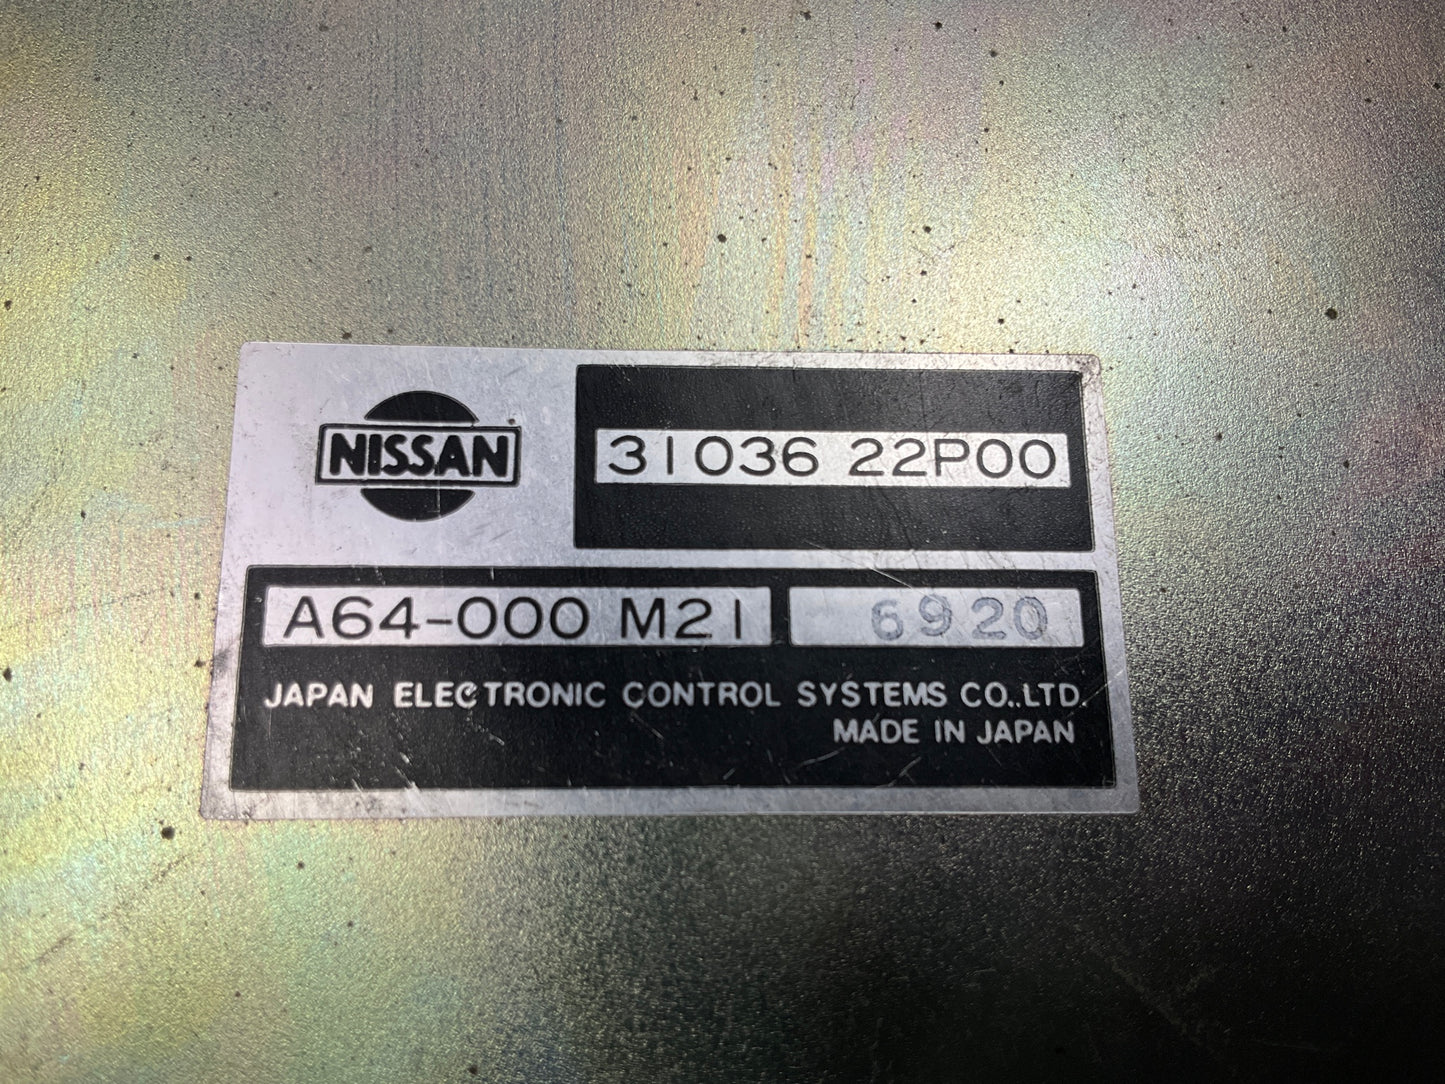 NISSAN
31036 22P00
A64-000 M21 6920
JAPAN ELECTRONIC CONTROL SYSTEMS CO.,LTD.
MADE IN JAPAN